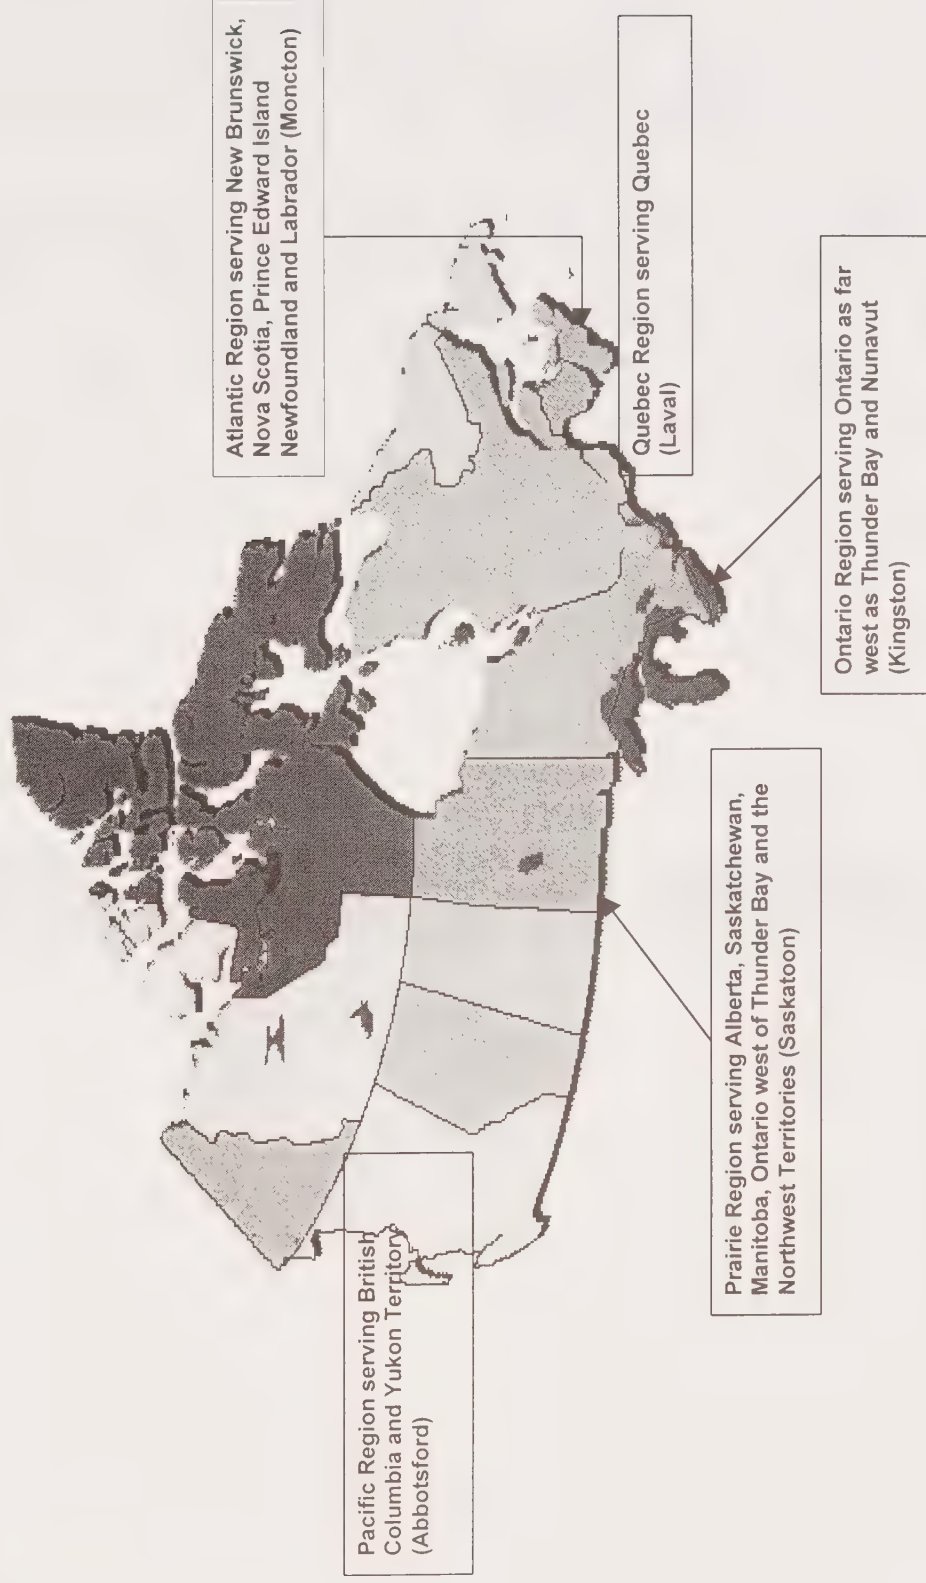 Atlantic Region serving New Brunswick,
Nova Scotia, Prince Edward Island
Newfoundland and Labrador (Moncton)
Quebec Region serving Quebec
(Laval)
Pacific Region serving British
Columbia and Yukon Territory
(Abbotsford)
Prairie Region serving Alberta, Saskatchewan,
Manitoba, Ontario west of Thunder Bay and the
Northwest Territories (Saskatoon)
Ontario Region serving Ontario as far
west as Thunder Bay and Nunavut
(Kingston)